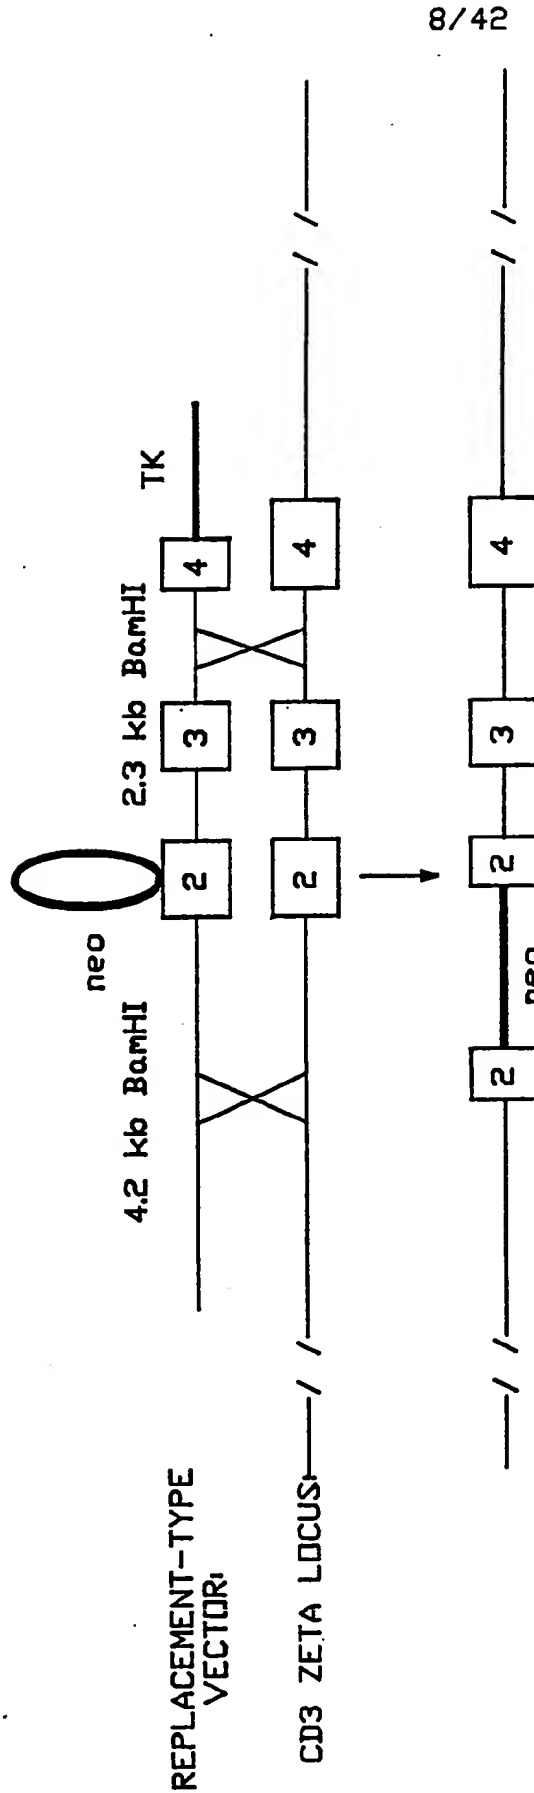 8/42
neo
4.2 kb BamHI 2.3 kb BamHI TK
REPLACEMENT-TYPE
VECTOR:
2 3 4
CD3 ZETA LOCUS:
2 3 4
2 2 3 4
neo